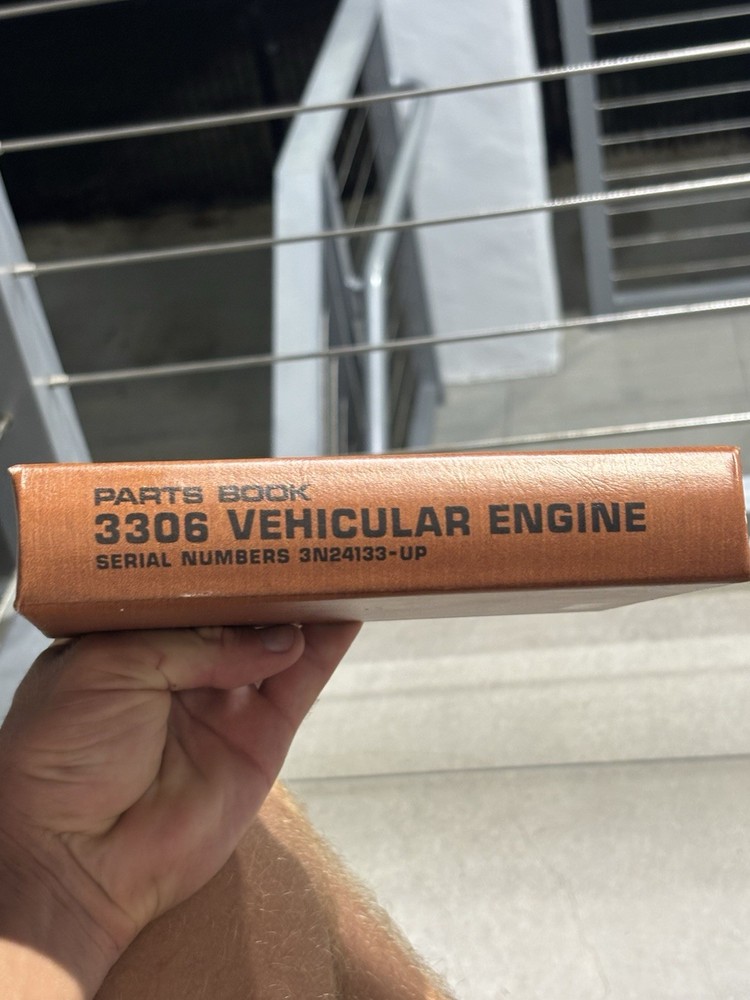 PARTS BOOK
3306 VEHICULAR ENGINE
SERIAL NUMBERS 3N24133-UP